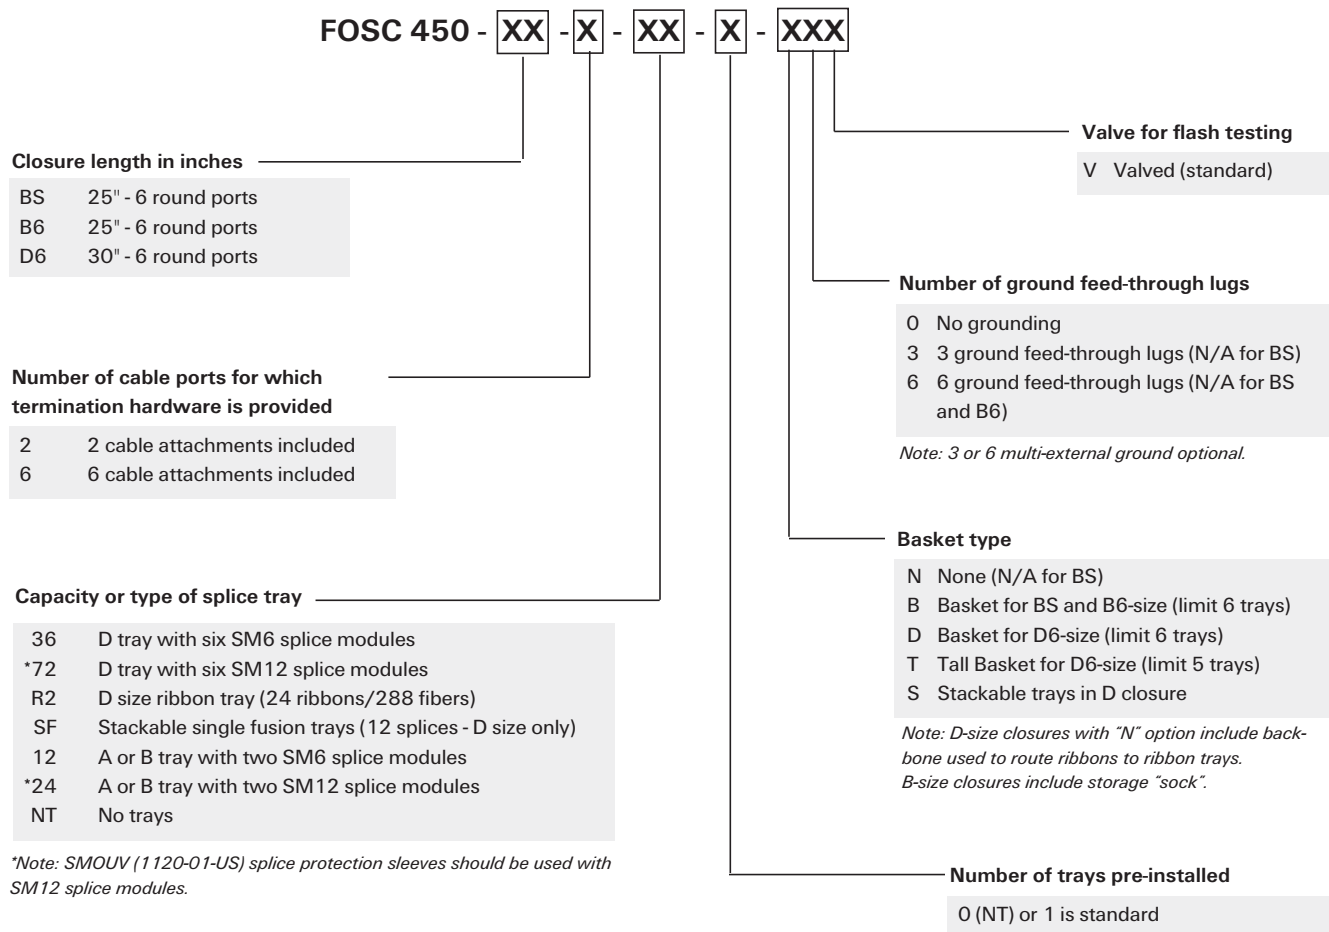 FOSC 450 - XX - X - XX - X - XXX
Closure length in inches
BS 25" - 6 round ports
B6 25" - 6 round ports
D6 30" - 6 round ports
Number of cable ports for which
termination hardware is provided
2 2 cable attachments included
6 6 cable attachments included
Capacity or type of splice tray
36 D tray with six SM6 splice modules
*72 D tray with six SM12 splice modules
R2 D size ribbon tray (24 ribbons/288 fibers)
SF Stackable single fusion trays (12 splices - D size only)
12 A or B tray with two SM6 splice modules
*24 A or B tray with two SM12 splice modules
NT No trays
*Note: SMOUV (1120-01-US) splice protection sleeves should be used with
SM12 splice modules.
Valve for flash testing
V Valved (standard)
Number of ground feed-through lugs
0 No grounding
3 3 ground feed-through lugs (N/A for BS)
6 6 ground feed-through lugs (N/A for BS
and B6)
Note: 3 or 6 multi-external ground optional.
Basket type
N None (N/A for BS)
B Basket for BS and B6-size (limit 6 trays)
D Basket for D6-size (limit 6 trays)
T Tall Basket for D6-size (limit 5 trays)
S Stackable trays in D closure
Note: D-size closures with "N" option include back-
bone used to route ribbons to ribbon trays.
B-size closures include storage "sock".
Number of trays pre-installed
0 (NT) or 1 is standard